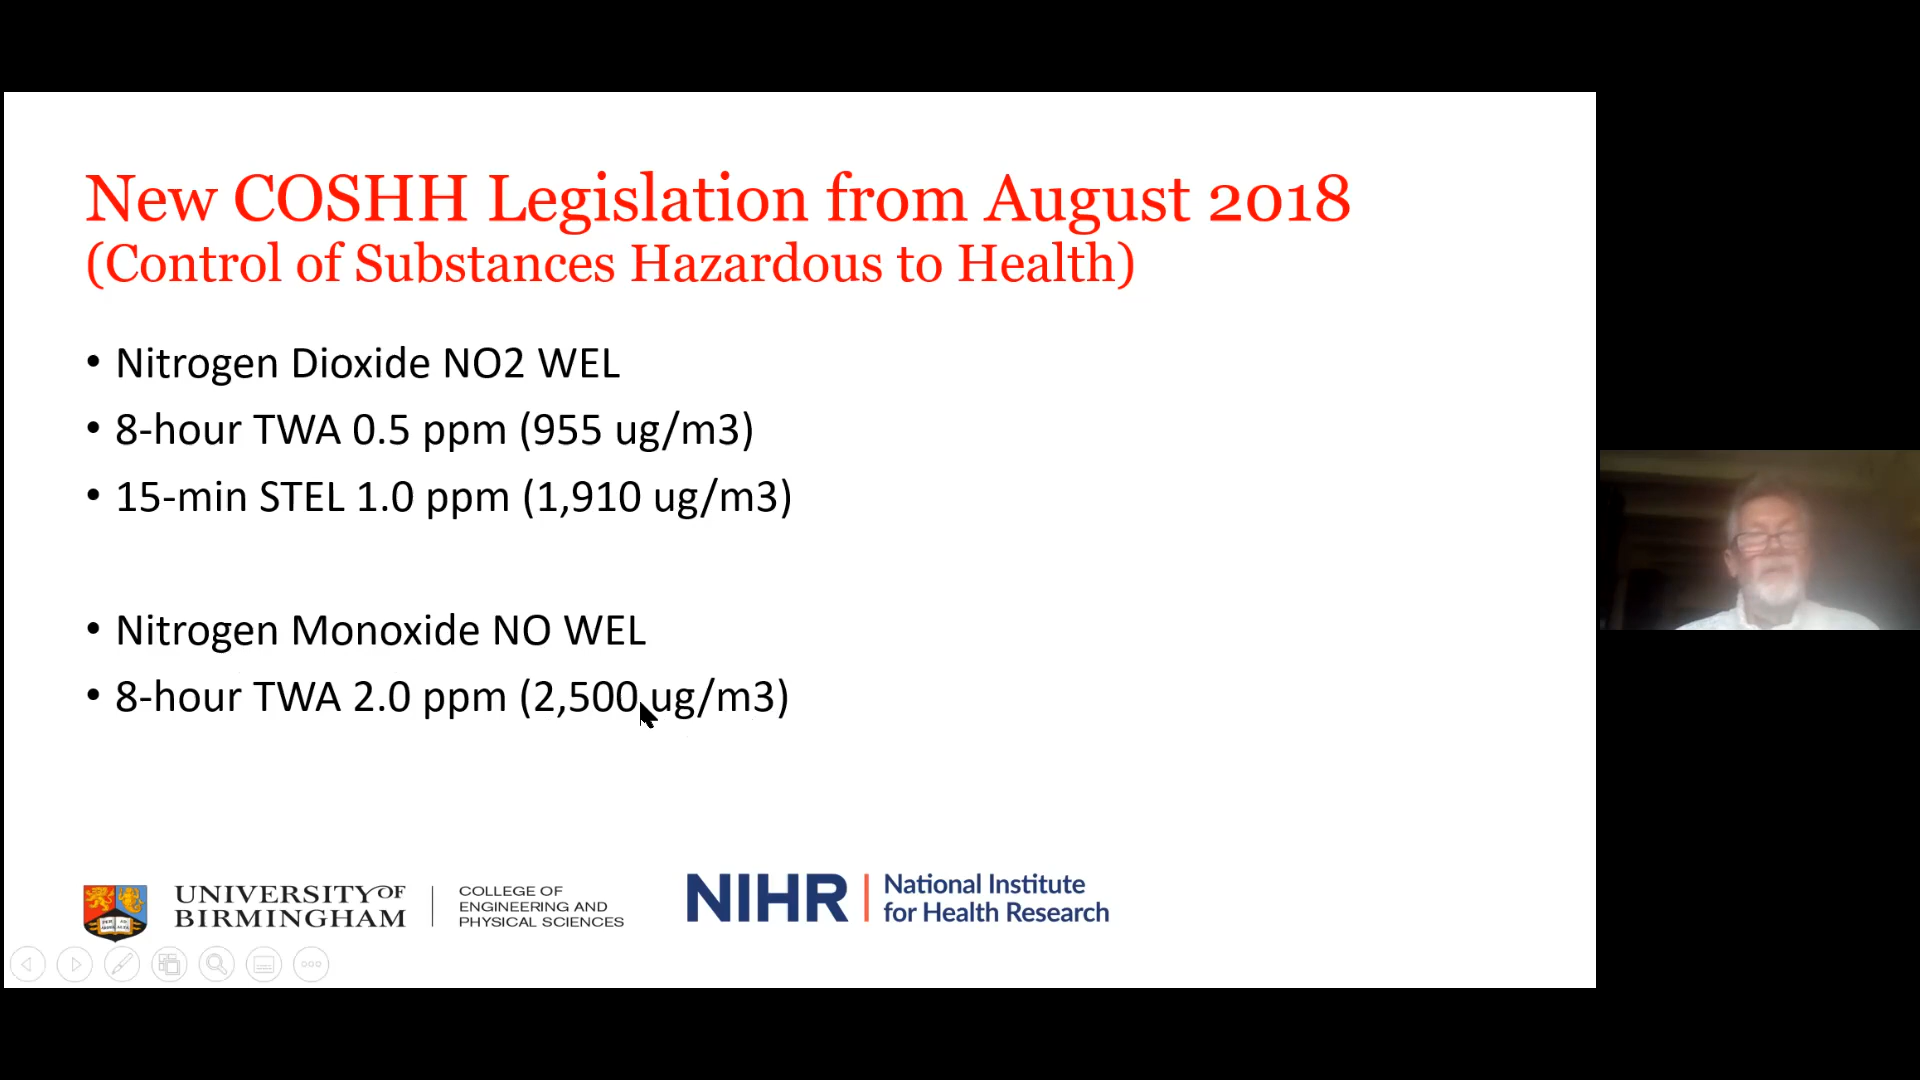 New COSHH Legislation from August 2018
(Control of Substances Hazardous to Health)
• Nitrogen Dioxide NO2 WEL
• 8-hour TWA 0.5 ppm (955 ug/m3)
• 15-min STEL 1.0 ppm (1,910 ug/m3)
• Nitrogen Monoxide NO WEL
• 8-hour TWA 2.0 ppm (2,500 ug/m3)
UNIVERSITY OF
BIRMINGHAM
COLLEGE OF
ENGINEERING AND
PHYSICAL SCIENCES
NIHR
National Institute
for Health Research